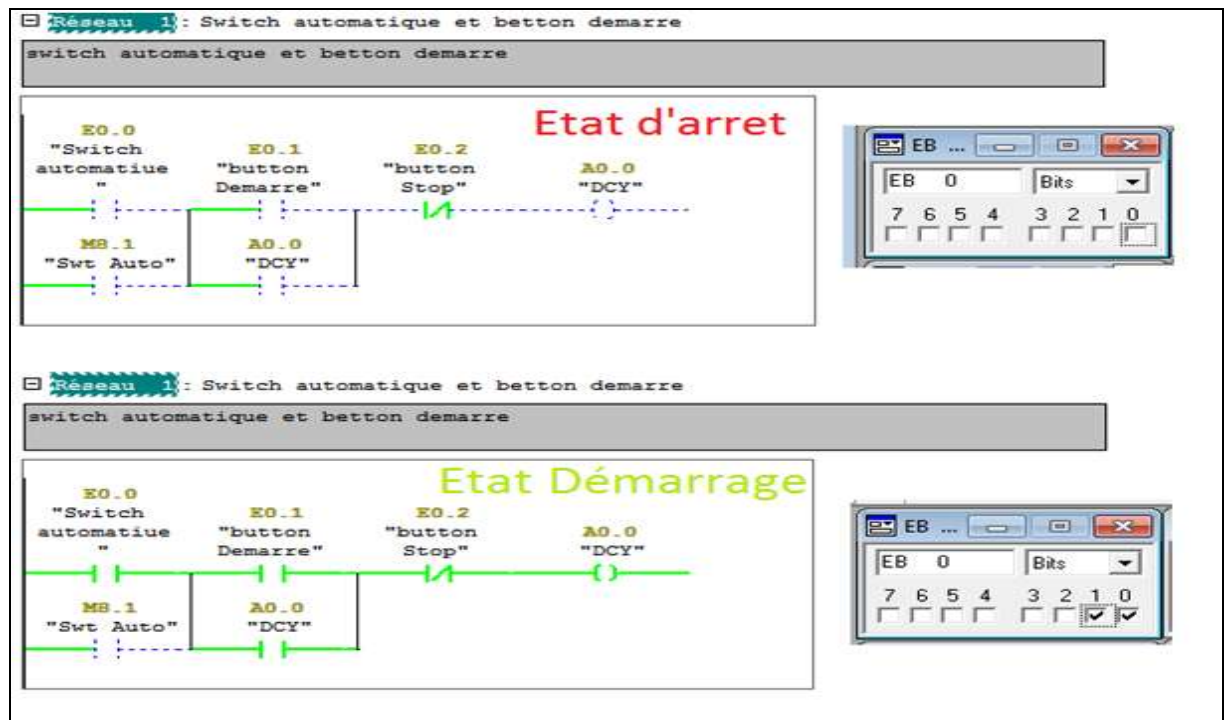 Réseau 1: Switch automatique et betton demarre
switch automatique et betton demarre
Etat d'arret
E0.0
"Switch automatiue "
E0.1
"button Demarre"
E0.2
"button Stop"
A0.0
"DCY"
M8.1
"Swt Auto"
A0.0
"DCY"
EB ...
EB 0
Bits
7 6 5 4 3 2 1 0
Réseau 1: Switch automatique et betton demarre
switch automatique et betton demarre
Etat Démarrage
E0.0
"Switch automatiue "
E0.1
"button Demarre"
E0.2
"button Stop"
A0.0
"DCY"
M8.1
"Swt Auto"
A0.0
"DCY"
EB ...
EB 0
Bits
7 6 5 4 3 2 1 0